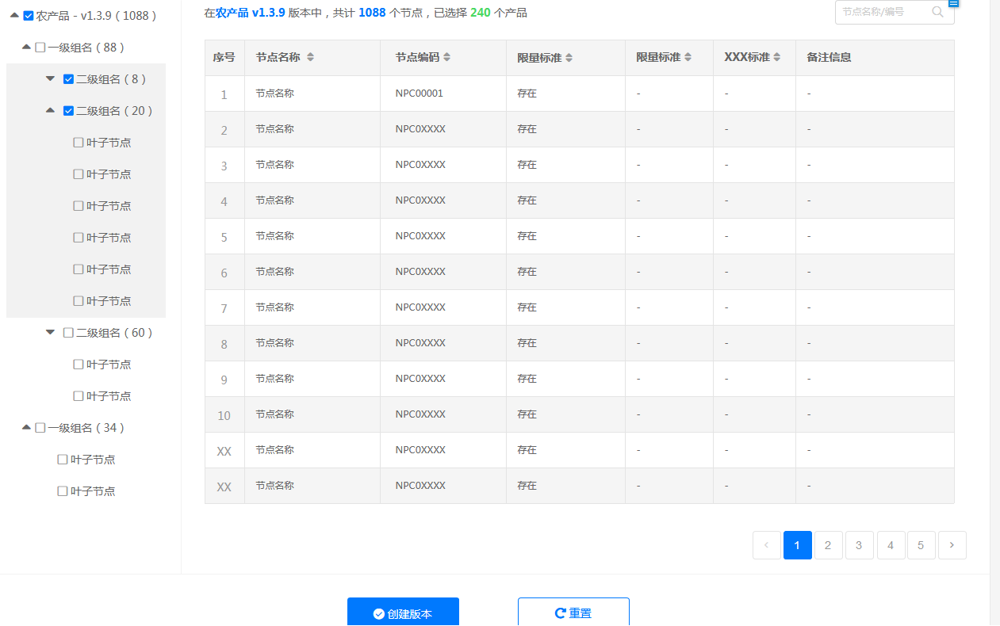 农产品 - v1.3.9 ( 1088 )
一级组名 ( 88 )
二级组名 ( 8 )
二级组名 ( 20 )
叶子节点
叶子节点
叶子节点
叶子节点
叶子节点
叶子节点
二级组名 ( 60 )
叶子节点
叶子节点
一级组名 ( 34 )
叶子节点
叶子节点
在农产品 v1.3.9 版本中，共计 1088 个节点，已选择 240 个产品
节点名称/编号
序号 节点名称 节点编码 限量标准 限量标准 XXX标准 备注信息
1 节点名称 NPC00001 存在 - - -
2 节点名称 NPC0XXXX 存在 - - -
3 节点名称 NPC0XXXX 存在 - - -
4 节点名称 NPC0XXXX 存在 - - -
5 节点名称 NPC0XXXX 存在 - - -
6 节点名称 NPC0XXXX 存在 - - -
7 节点名称 NPC0XXXX 存在 - - -
8 节点名称 NPC0XXXX 存在 - - -
9 节点名称 NPC0XXXX 存在 - - -
10 节点名称 NPC0XXXX 存在 - - -
XX 节点名称 NPC0XXXX 存在 - - -
XX 节点名称 NPC0XXXX 存在 - - -
‹ 1 2 3 4 5 ›
创建版本 重置